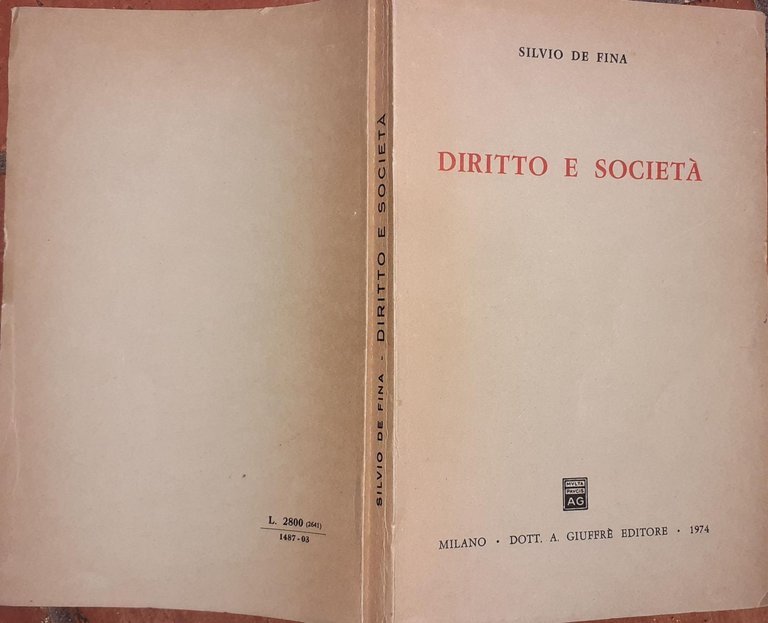 SILVIO DE FINA
DIRITTO E SOCIETÀ
MVLTA
PAVCIS
AG
MILANO • DOTT. A. GIUFFRÈ EDITORE • 1974
SILVIO DE FINA - DIRITTO E SOCIETÀ
L. 2800 (2641)
1487-03